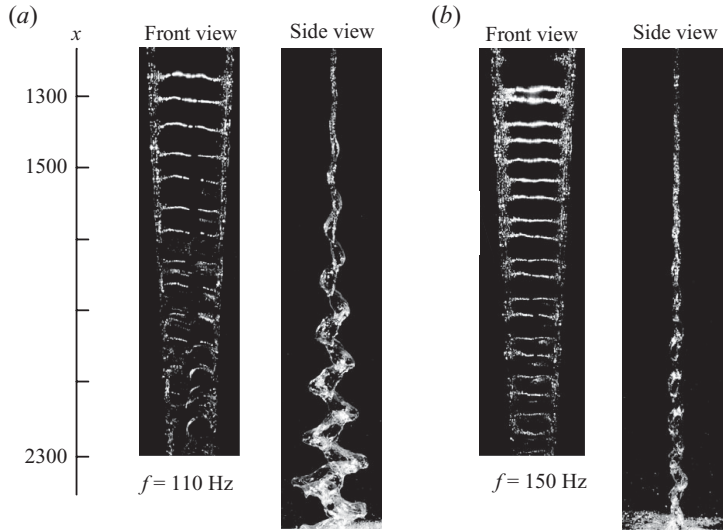 (a)
x
Front view
Side view
1300
1500
2300
f = 110 Hz
(b)
Front view
Side view
f = 150 Hz